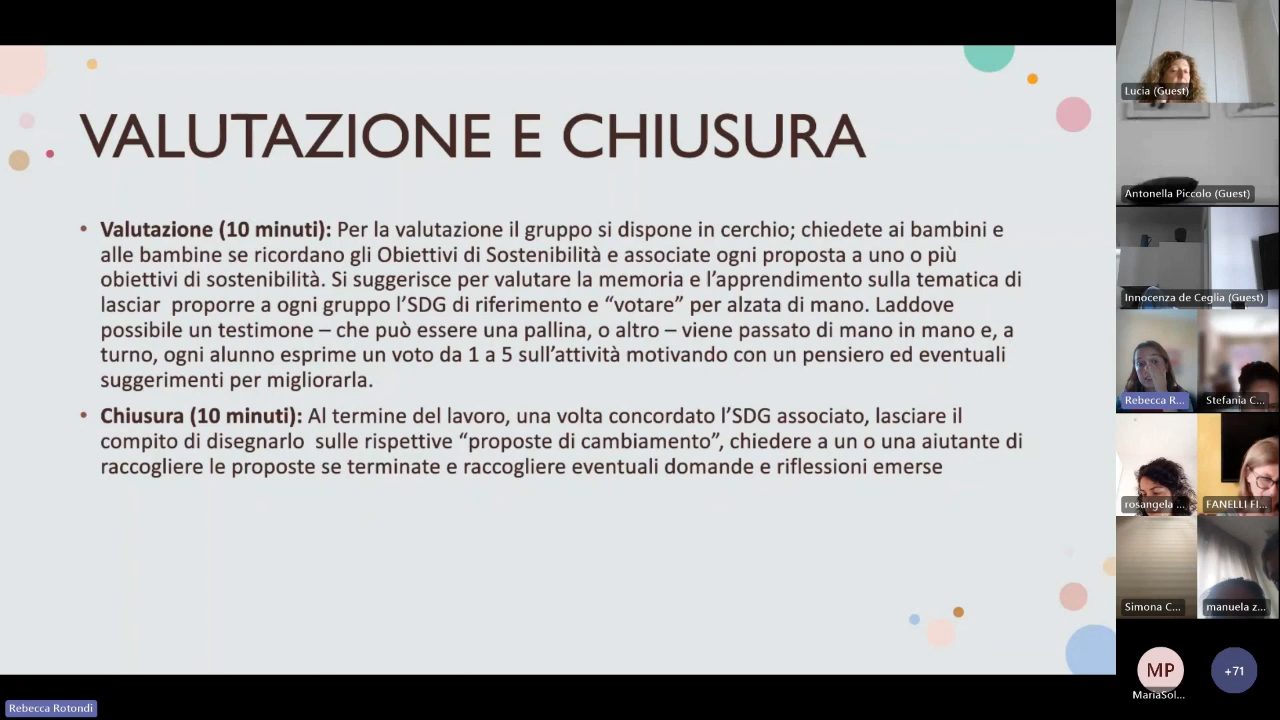 VALUTAZIONE E CHIUSURA
• Valutazione (10 minuti): Per la valutazione il gruppo si dispone in cerchio; chiedete ai bambini e
alle bambine se ricordano gli Obiettivi di Sostenibilità e associate ogni proposta a uno o più
obiettivi di sostenibilità. Si suggerisce per valutare la memoria e l’apprendimento sulla tematica di
lasciar  proporre a ogni gruppo l’SDG di riferimento e “votare” per alzata di mano. Laddove
possibile un testimone – che può essere una pallina, o altro – viene passato di mano in mano e, a
turno, ogni alunno esprime un voto da 1 a 5 sull’attività motivando con un pensiero ed eventuali
suggerimenti per migliorarla.
• Chiusura (10 minuti): Al termine del lavoro, una volta concordato l’SDG associato, lasciare il
compito di disegnarlo  sulle rispettive “proposte di cambiamento”, chiedere a un o una aiutante di
raccogliere le proposte se terminate e raccogliere eventuali domande e riflessioni emerse
Rebecca Rotondi
Lucia (Guest)
Antonella Piccolo (Guest)
Innocenza de Ceglia (Guest)
Rebecca R...
Stefania C...
rosangela ...
FANELLI FI...
Simona C...
manuela z...
MP
MariaSol...
+71